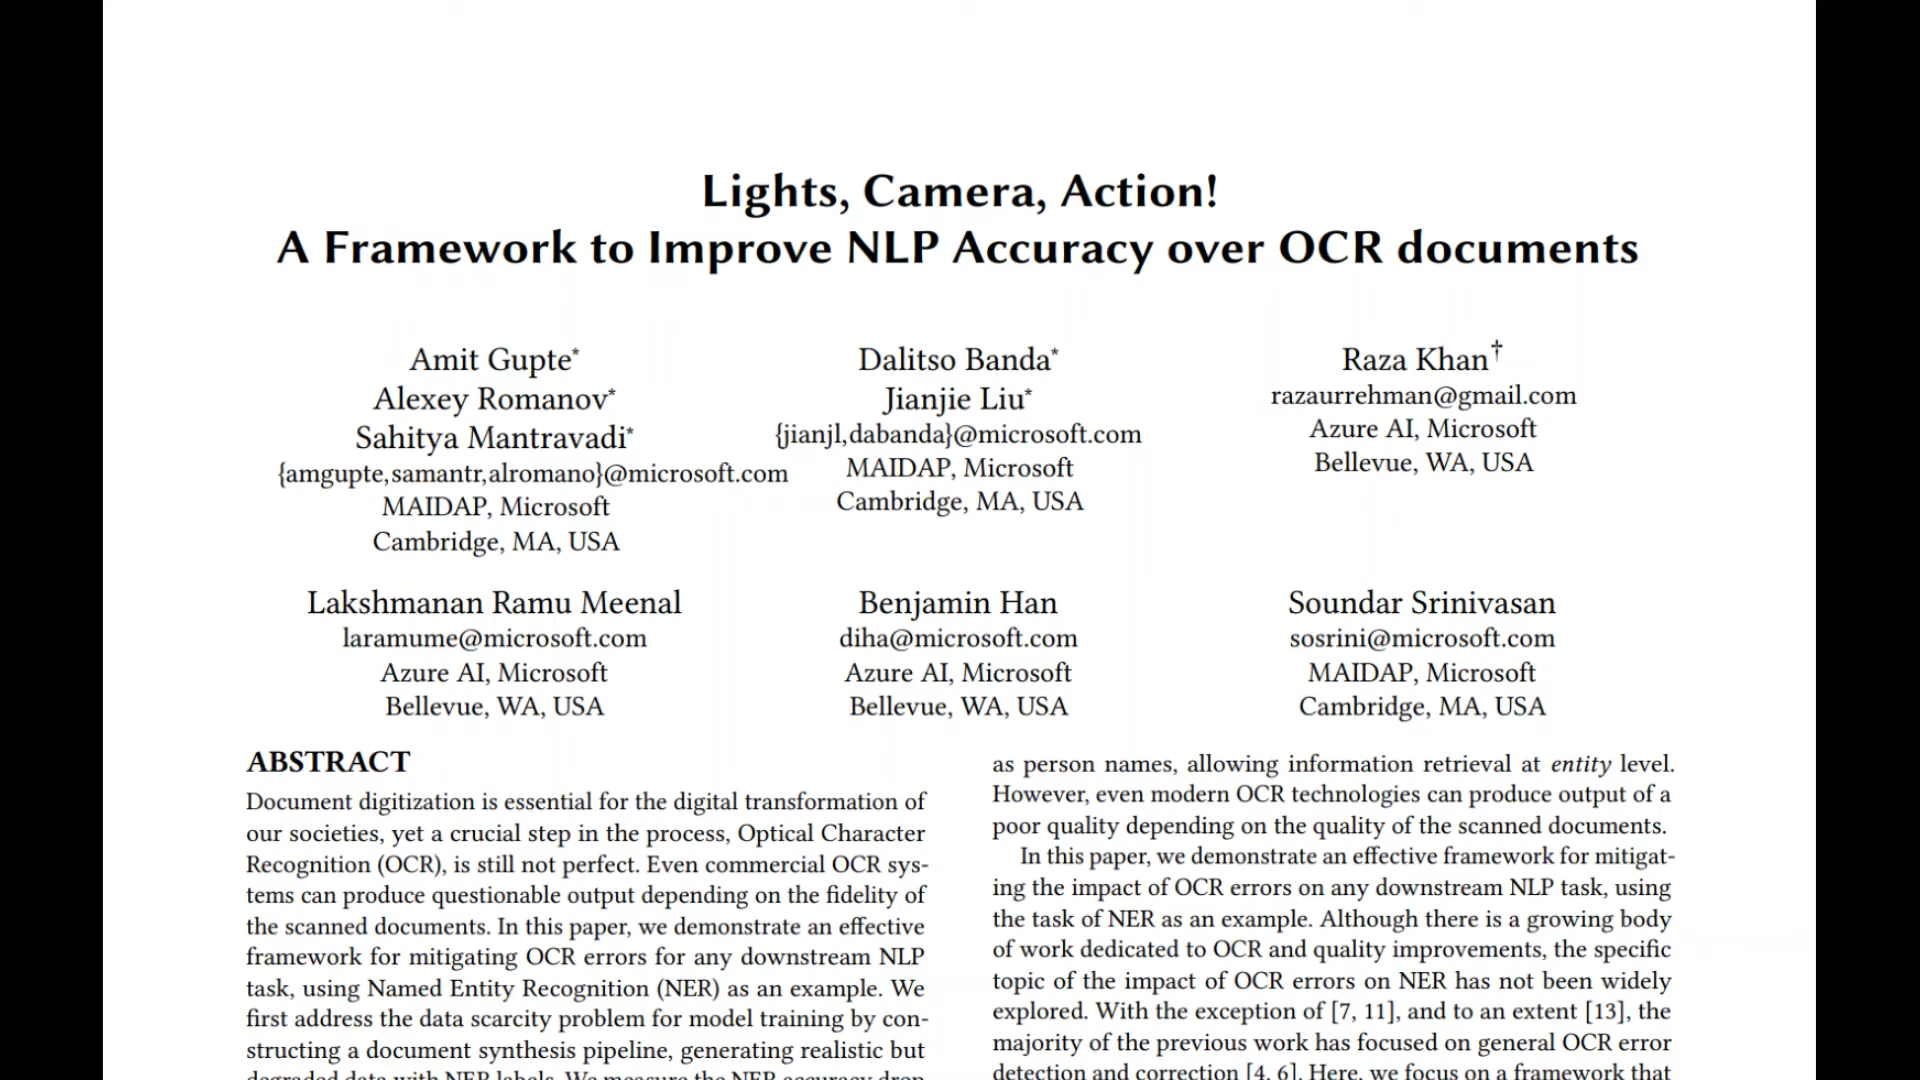 Lights, Camera, Action!
A Framework to Improve NLP Accuracy over OCR documents
Amit Gupte*
Alexey Romanov*
Sahitya Mantravadi*
{amgupte,samantr,alromano}@microsoft.com
MAIDAP, Microsoft
Cambridge, MA, USA
Dalitso Banda*
Jianjie Liu*
{jianjl,dabanda}@microsoft.com
MAIDAP, Microsoft
Cambridge, MA, USA
Raza Khan†
razaurrehman@gmail.com
Azure AI, Microsoft
Bellevue, WA, USA
Lakshmanan Ramu Meenal
laramume@microsoft.com
Azure AI, Microsoft
Bellevue, WA, USA
Benjamin Han
diha@microsoft.com
Azure AI, Microsoft
Bellevue, WA, USA
Soundar Srinivasan
sosrini@microsoft.com
MAIDAP, Microsoft
Cambridge, MA, USA
ABSTRACT
Document digitization is essential for the digital transformation of
our societies, yet a crucial step in the process, Optical Character
Recognition (OCR), is still not perfect. Even commercial OCR sys-
tems can produce questionable output depending on the fidelity of
the scanned documents. In this paper, we demonstrate an effective
framework for mitigating OCR errors for any downstream NLP
task, using Named Entity Recognition (NER) as an example. We
first address the data scarcity problem for model training by con-
structing a document synthesis pipeline, generating realistic but
degraded data with NER labels. We measure the NER accuracy drop
as person names, allowing information retrieval at entity level.
However, even modern OCR technologies can produce output of a
poor quality depending on the quality of the scanned documents.
In this paper, we demonstrate an effective framework for mitigat-
ing the impact of OCR errors on any downstream NLP task, using
the task of NER as an example. Although there is a growing body
of work dedicated to OCR and quality improvements, the specific
topic of the impact of OCR errors on NER has not been widely
explored. With the exception of [7, 11], and to an extent [13], the
majority of the previous work has focused on general OCR error
detection and correction [4, 6]. Here, we focus on a framework that